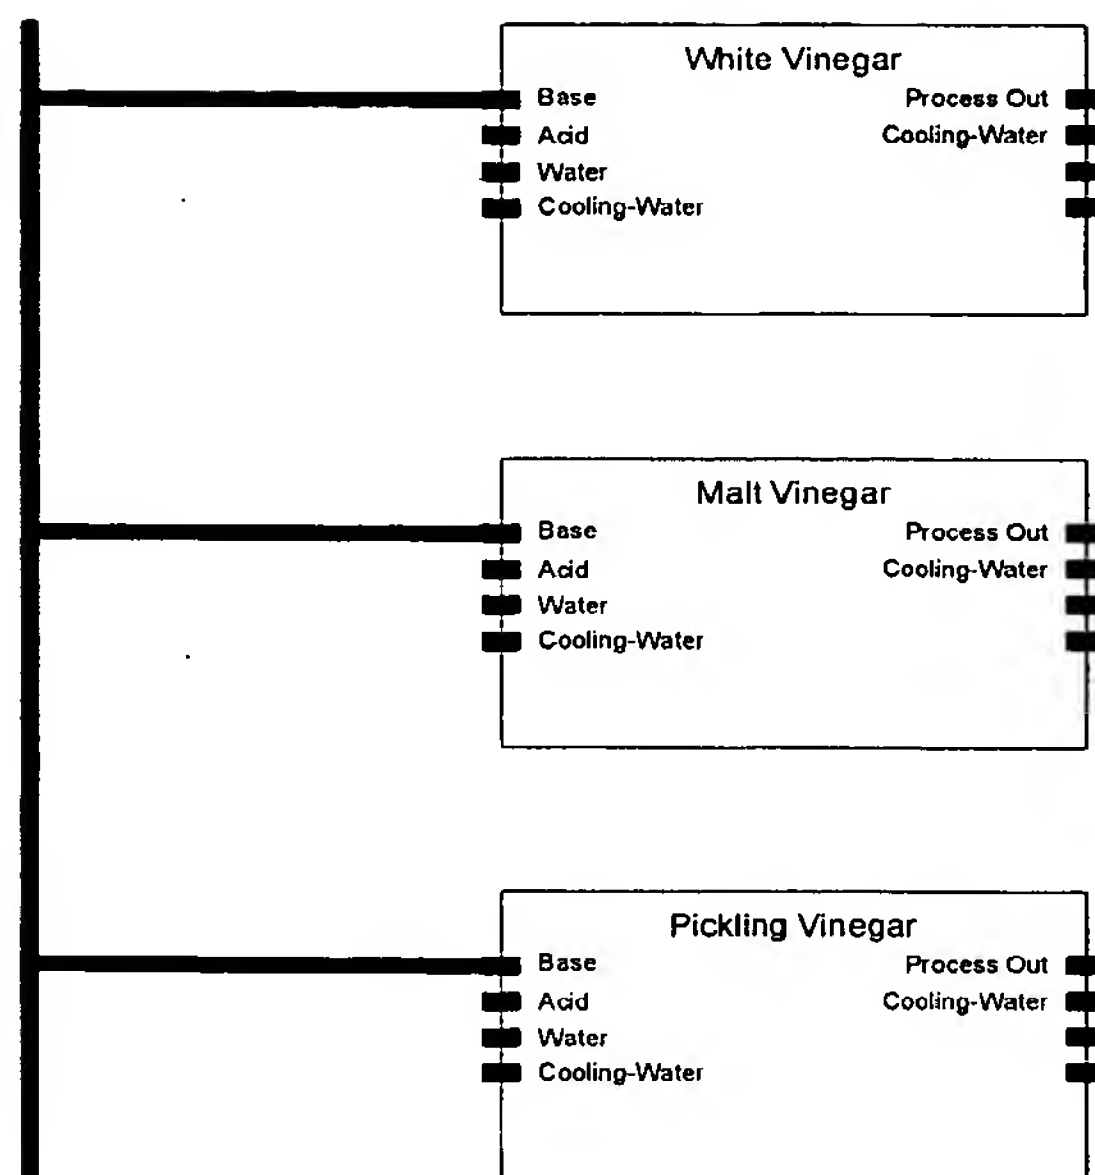 White Vinegar
Base Process Out
Acid Cooling-Water
Water
Cooling-Water
Malt Vinegar
Base Process Out
Acid Cooling-Water
Water
Cooling-Water
Pickling Vinegar
Base Process Out
Acid Cooling-Water
Water
Cooling-Water